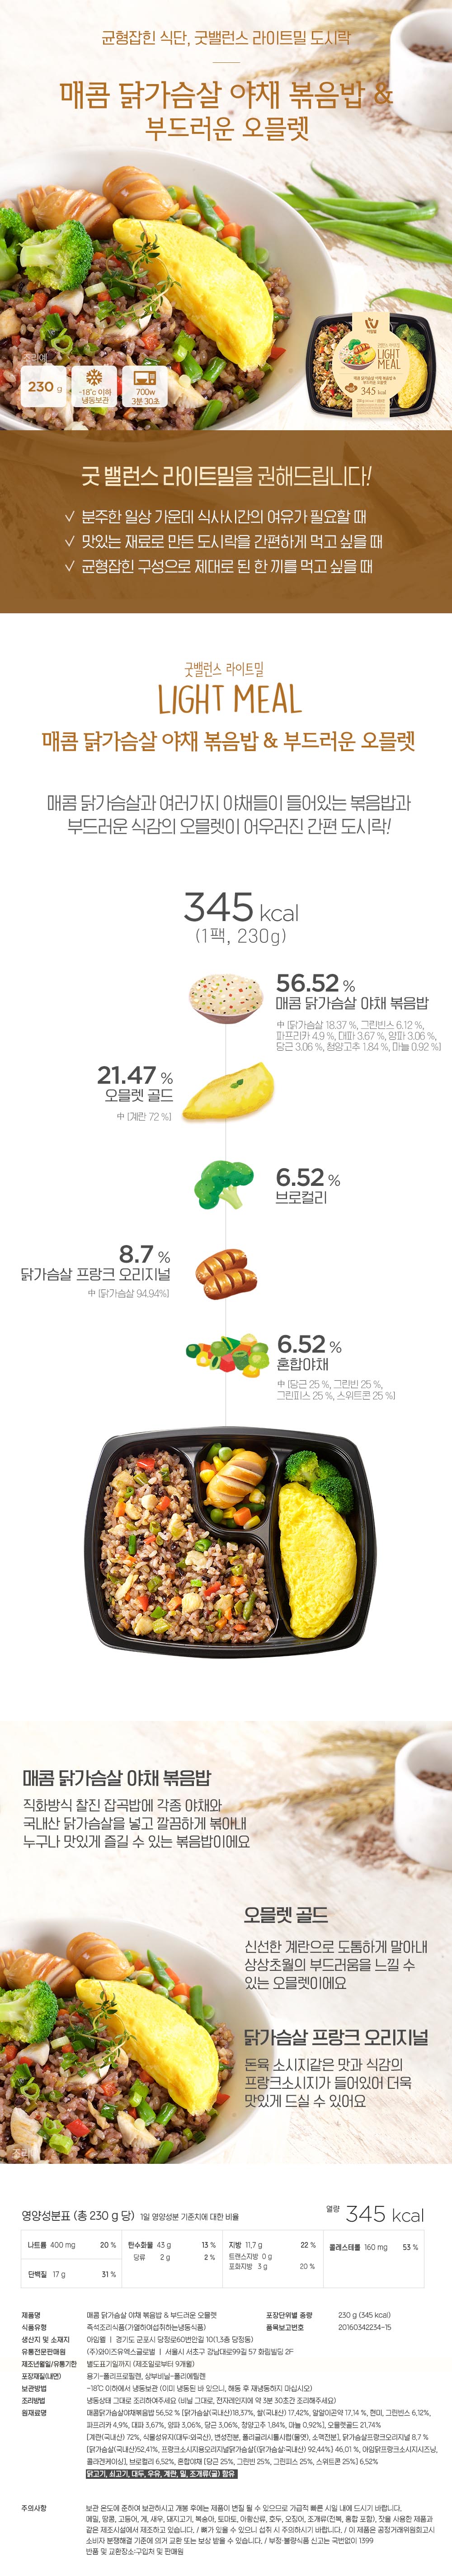 균형잡힌 식단, 굿밸런스 라이트밀 도시락
매콤 닭가슴살 야채 볶음밥 &
부드러운 오믈렛
조리예
230 g
-18℃ 이하
냉동보관
700w
3분 30초
LIGHT
MEAL
345 kcal
굿 밸런스 라이트밀을 권해드립니다!
✓ 분주한 일상 가운데 식사시간의 여유가 필요할 때
✓ 맛있는 재료로 만든 도시락을 간편하게 먹고 싶을 때
✓ 균형잡힌 구성으로 제대로 된 한 끼를 먹고 싶을 때
굿밸런스 라이트밀
LIGHT MEAL
매콤 닭가슴살 야채 볶음밥 & 부드러운 오믈렛
매콤 닭가슴살과 여러가지 야채들이 들어있는 볶음밥과
부드러운 식감의 오믈렛이 어우러진 간편 도시락!
345 kcal
(1팩, 230g)
56.52 %
매콤 닭가슴살 야채 볶음밥
中 [닭가슴살 18.37 %, 그린빈스 6.12 %,
파프리카 4.9 %, 대파 3.67 %, 양파 3.06 %,
당근 3.06 %, 청양고추 1.84 %, 마늘 0.92 %]
21.47 %
오믈렛 골드
中 [계란 72 %]
6.52 %
브로컬리
8.7 %
닭가슴살 프랑크 오리지널
中 [닭가슴살 94.94%]
6.52 %
혼합야채
中 [당근 25 %, 그린빈 25 %,
그린피스 25 %, 스위트콘 25 %]
매콤 닭가슴살 야채 볶음밥
직화방식 찰진 잡곡밥에 각종 야채와
국내산 닭가슴살을 넣고 깔끔하게 볶아내
누구나 맛있게 즐길 수 있는 볶음밥이에요
오믈렛 골드
신선한 계란으로 도톰하게 말아내
상상초월의 부드러움을 느낄 수
있는 오믈렛이에요
닭가슴살 프랑크 오리지널
돈육 소시지같은 맛과 식감의
프랑크소시지가 들어있어 더욱
맛있게 드실 수 있어요
조리예
영양성분표 (총 230 g 당) 1일 영양성분 기준치에 대한 비율
열량 345 kcal
나트륨 400 mg 20 %
단백질 17 g 31 %
탄수화물 43 g 13 %
당류 2 g 2 %
지방 11.7 g 22 %
트랜스지방 0 g
포화지방 3 g 20 %
콜레스테롤 160 mg 53 %
제품명 매콤 닭가슴살 야채 볶음밥 & 부드러운 오믈렛 포장단위별 중량 230 g (345 kcal)
식품유형 즉석조리식품(가열하여섭취하는냉동식품) 품목보고번호 20160342234-15
생산지 및 소재지 아임웰 | 경기도 군포시 당정로60번안길 10(1,3층 당정동)
유통전문판매원 (주)와이즈유엑스글로벌 | 서울시 서초구 강남대로99길 57 화림빌딩 2F
제조년월일/유통기한 별도표기일까지 (제조일로부터 9개월)
포장재질(내면) 용기-폴리프로필렌, 상부비닐-폴리에틸렌
보관방법 -18℃ 이하에서 냉동보관 (이미 냉동된 바 있으니, 해동 후 재냉동하지 마십시오)
조리방법 냉동상태 그대로 조리하여주세요 (비닐 그대로, 전자레인지에 약 3분 30초간 조리해주세요)
원재료명 매콤닭가슴살야채볶음밥 56.52 % [닭가슴살(국내산)18.37%, 쌀(국내산) 17.42%, 알알이곤약 17.14 %, 현미, 그린빈스 6.12%,
파프리카 4.9%, 대파 3.67%, 양파 3.06%, 당근 3.06%, 청양고추 1.84%, 마늘 0.92%], 오믈렛골드 21.74%
[계란(국내산) 72%, 식물성유지(대두:외국산), 변성전분, 폴리글리시톨시럽(물엿), 소맥전분], 닭가슴살프랑크오리지널 8.7 %
[닭가슴살(국내산)52.41%, 프랑크소시지용오리지널닭가슴살{(닭가슴살:국내산) 92.44%} 46.01 %, 아임닭프랑크소시지시즈닝,
콜라겐케이싱], 브로컬리 6.52%, 혼합야채 [당근 25%, 그린빈 25%, 그린피스 25%, 스위트콘 25%] 6.52%
닭고기, 쇠고기, 대두, 우유, 계란, 밀, 조개류(굴) 함유
주의사항 보관 온도에 준하여 보관하시고 개봉 후에는 제품이 변질 될 수 있으므로 가급적 빠른 시일 내에 드시기 바랍니다.
메밀, 땅콩, 고등어, 게, 새우, 돼지고기, 복숭아, 토마토, 아황산류, 호두, 오징어, 조개류(전복, 홍합 포함), 잣을 사용한 제품과
같은 제조시설에서 제조하고 있습니다. / 뼈가 있을 수 있으니 섭취 시 주의하시기 바랍니다. / 이 제품은 공정거래위원회고시
소비자 분쟁해결 기준에 의거 교환 또는 보상 받을 수 있습니다. / 부정·불량식품 신고는 국번없이 1399
반품 및 교환장소:구입처 및 판매원